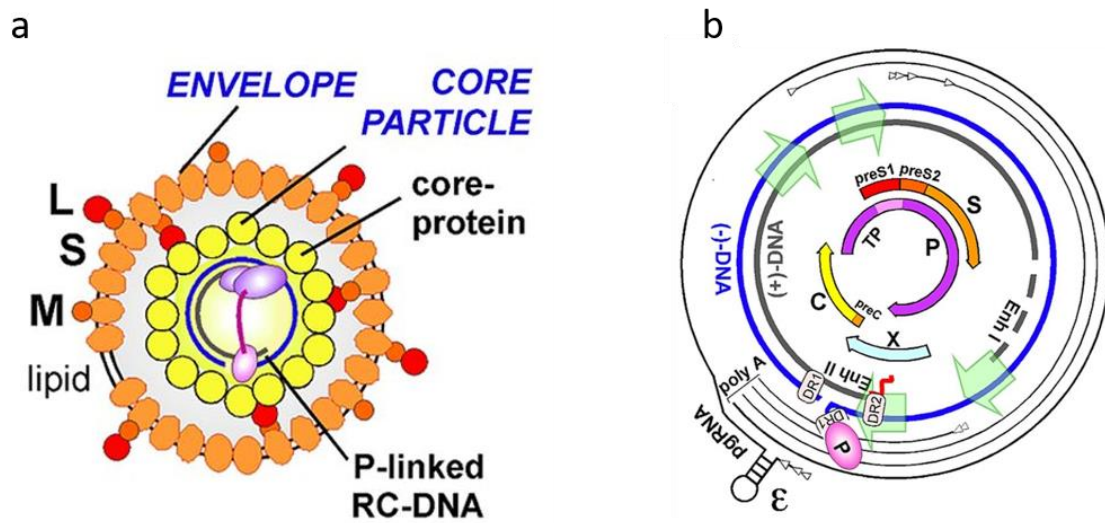 a
ENVELOPE
CORE
PARTICLE
core-
protein
L
S
M
lipid
P-linked
RC-DNA
b
preS1 preS2
S
TP
P
(-)-DNA
(+)-DNA
C
preC
X
Enh I
Enh II
DR1
DR2
DR1
P
poly A
pgRNA
ε